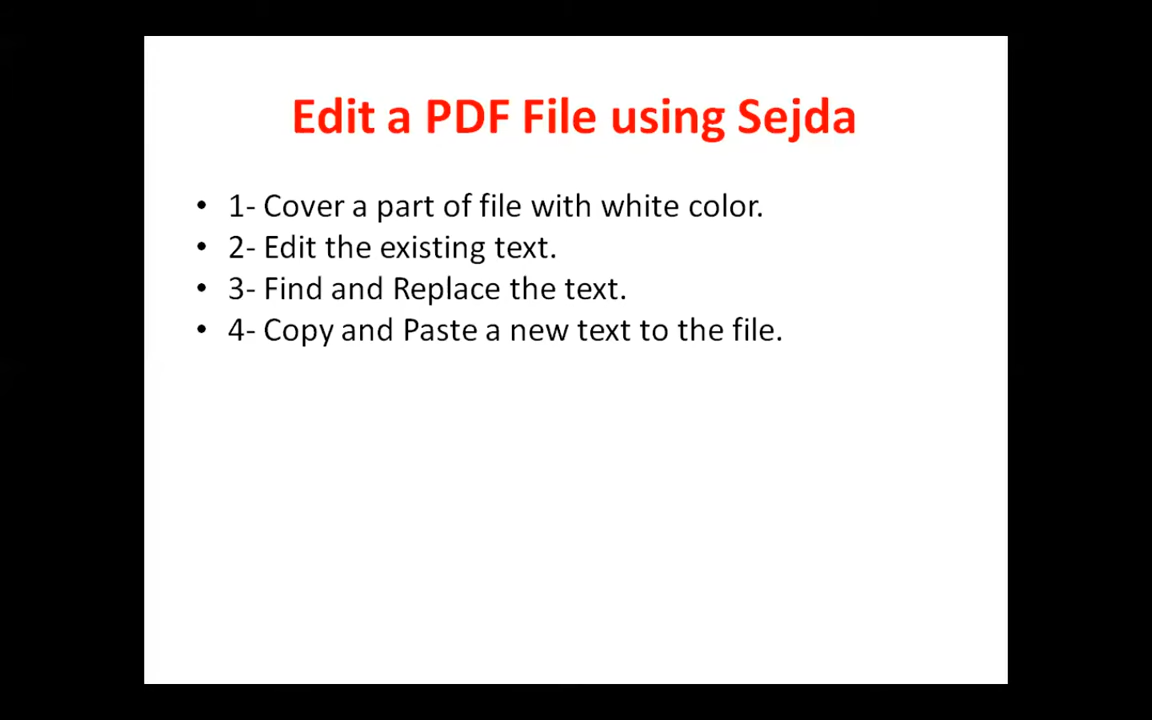 Edit a PDF File using Sejda
• 1- Cover a part of file with white color.
• 2- Edit the existing text.
• 3- Find and Replace the text.
• 4- Copy and Paste a new text to the file.